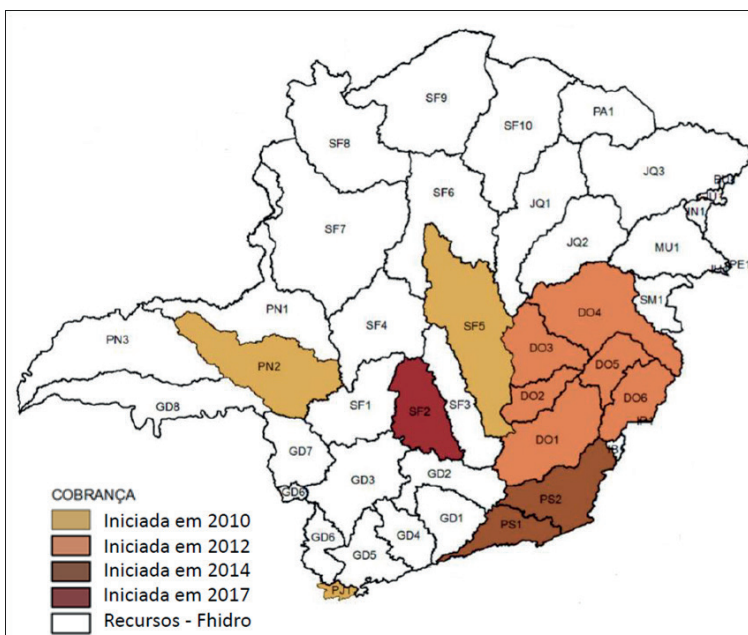 SF9
PA1
SF10
SF8
JQ3
SF6
JQ1
IN1
SF7
JQ2
MU1
PE1
SM1
PN1
DO4
SF4
SF5
PN3
DO3
PN2
DO5
SF1
SF2
SF3
DO2
DO6
GD8
DO1
GD7
GD2
GD3
GD6
PS2
GD1
PS1
GD6
GD5
GD4
PJ1
COBRANÇA
Iniciada em 2010
Iniciada em 2012
Iniciada em 2014
Iniciada em 2017
Recursos - Fhidro